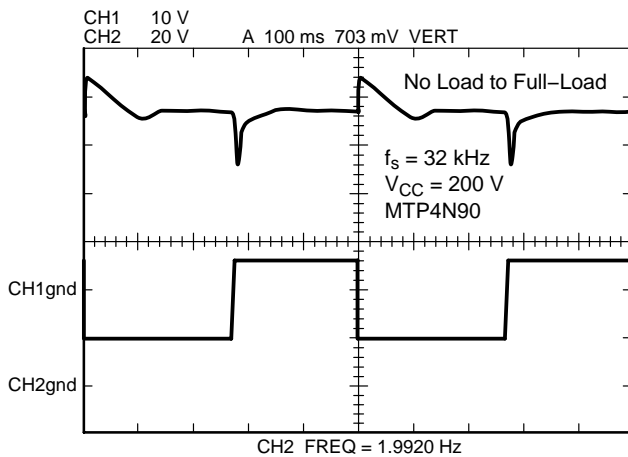 CH1 10 V
CH2 20 V A 100 ms 703 mV VERT
No Load to Full–Load
fs = 32 kHz
VCC = 200 V
MTP4N90
CH1gnd
CH2gnd
CH2 FREQ = 1.9920 Hz